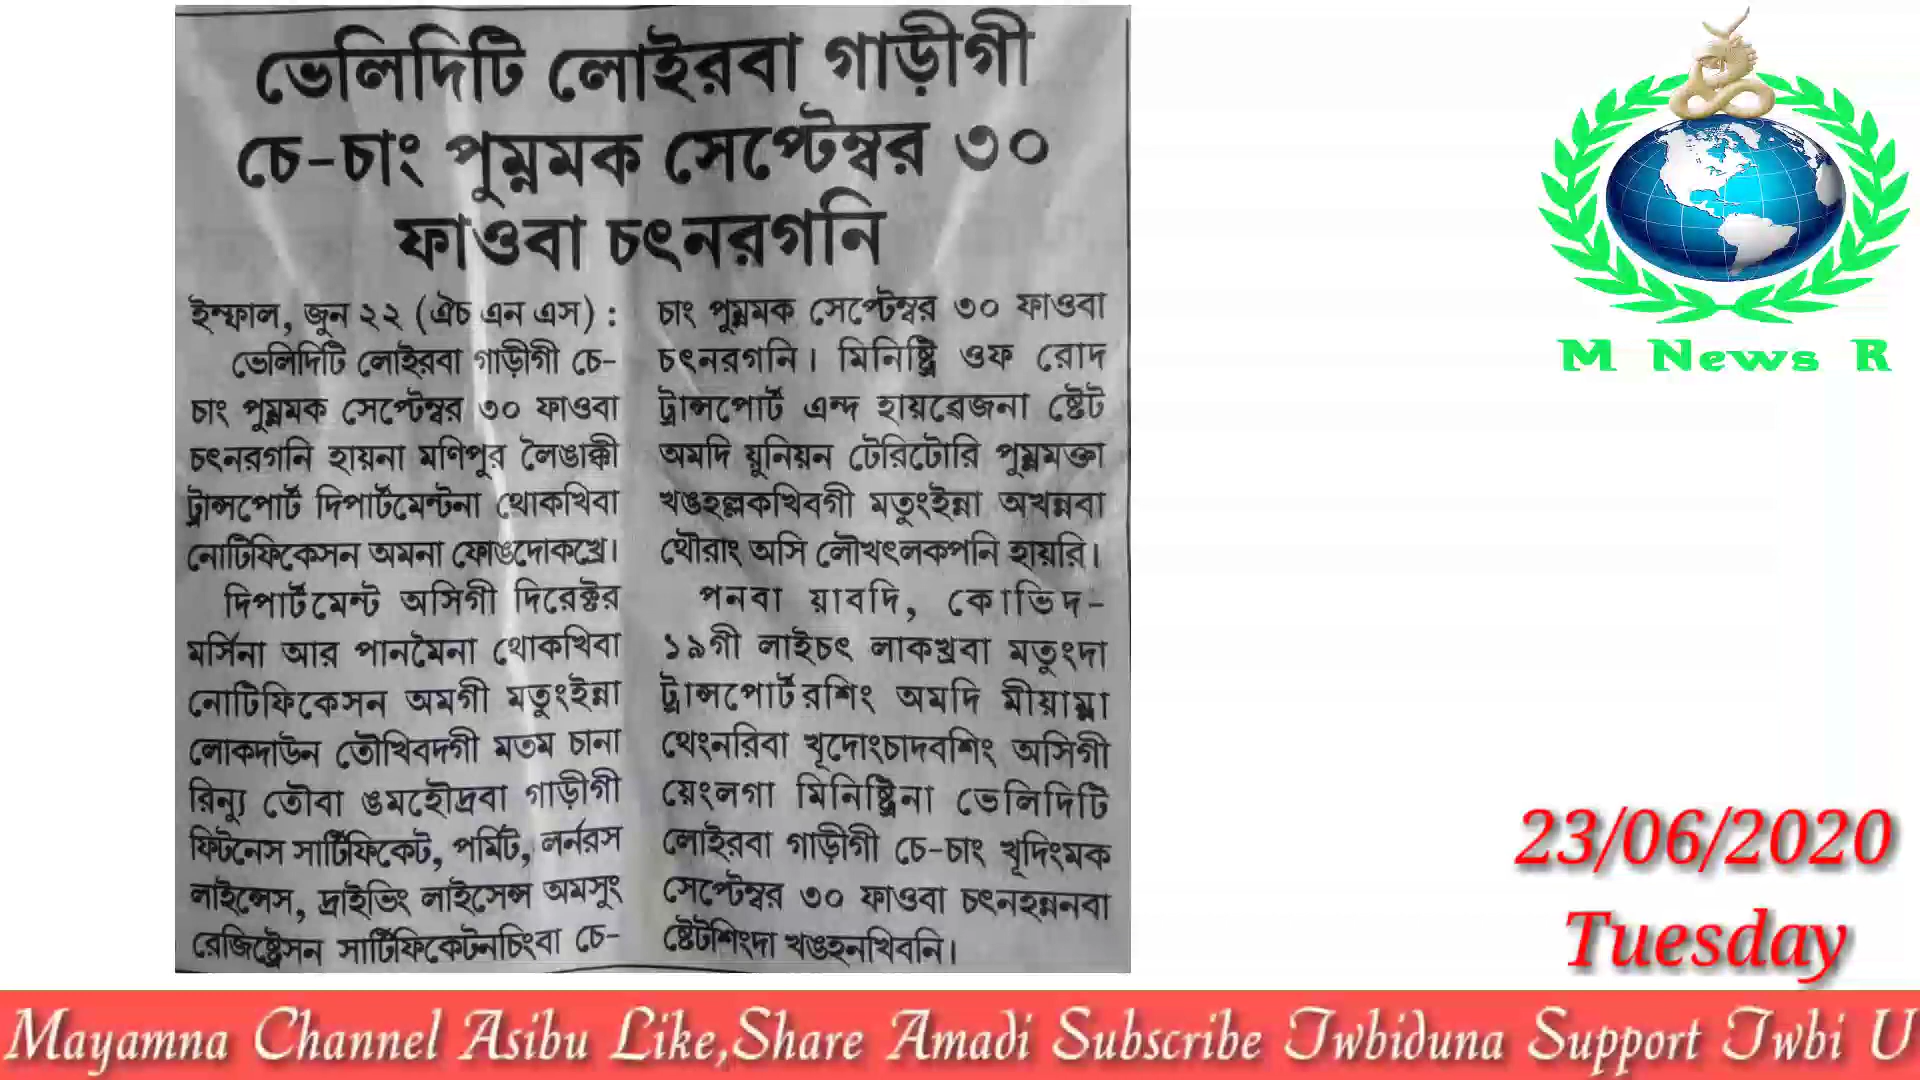 ভেলিদিটি লোইরবা গাড়ীগী
চে-চাং পুম্নমক সেপ্টেম্বর ৩০
ফাওবা চৎনরগনি
ইম্ফাল, জুন ২২ (ঐচ এন এস) :
ভেলিদিটি লোইরবা গাড়ীগী চে-
চাং পুম্নমক সেপ্টেম্বর ৩০ ফাওবা
চৎনরগনি হায়না মণিপুর লৈঙাক্কী
ট্রান্সপোর্ট দিপার্টমেন্টনা থোকখিবা
নোটিফিকেসন অমনা ফোঙদোকখ্রে।
দিপার্টমেন্ট অসিগী দিরেক্টর
মর্সিনা আর পানমৈনা থোকখিবা
নোটিফিকেসন অমগী মতুংইন্না
লোকদাউন তৌখিবদগী মতম চানা
রিন্যু তৌবা ঙমহৌদ্রবা গাড়ীগী
ফিটনেস সার্টিফিকেট, পর্মিট, লর্নরস
লাইন্সেস, দ্রাইভিং লাইসেন্স অমসুং
রেজিষ্ট্রেসন সার্টিফিকেটনচিংবা চে-
চাং পুম্নমক সেপ্টেম্বর ৩০ ফাওবা
চৎনরগনি। মিনিষ্ট্রি ওফ রোদ
ট্রান্সপোর্ট এন্দ হায়ৱেজনা ষ্টেট
অমদি য়ুনিয়ন টেরিটোরি পুম্নমক্তা
খঙহল্লকখিবগী মতুংইন্না অখন্নবা
থৌরাং অসি লৌখৎলকপনি হায়রি।
পনবা য়াবদি, কোভিদ-
১৯গী লাইচৎ লাকখ্রবা মতুংদা
ট্রান্সপোর্টরশিং অমদি মীয়াম্না
থেংনরিবা খূদোংচাদবশিং অসিগী
য়েংলগা মিনিষ্ট্রিনা ভেলিদিটি
লোইরবা গাড়ীগী চে-চাং খূদিংমক
সেপ্টেম্বর ৩০ ফাওবা চৎনহন্ননবা
ষ্টেটশিংদা খঙহনখিবনি।
M News R
23/06/2020
Tuesday
Mayamna Channel Asibu Like,Share Amadi Subscribe Twbiduna Support Twbi U